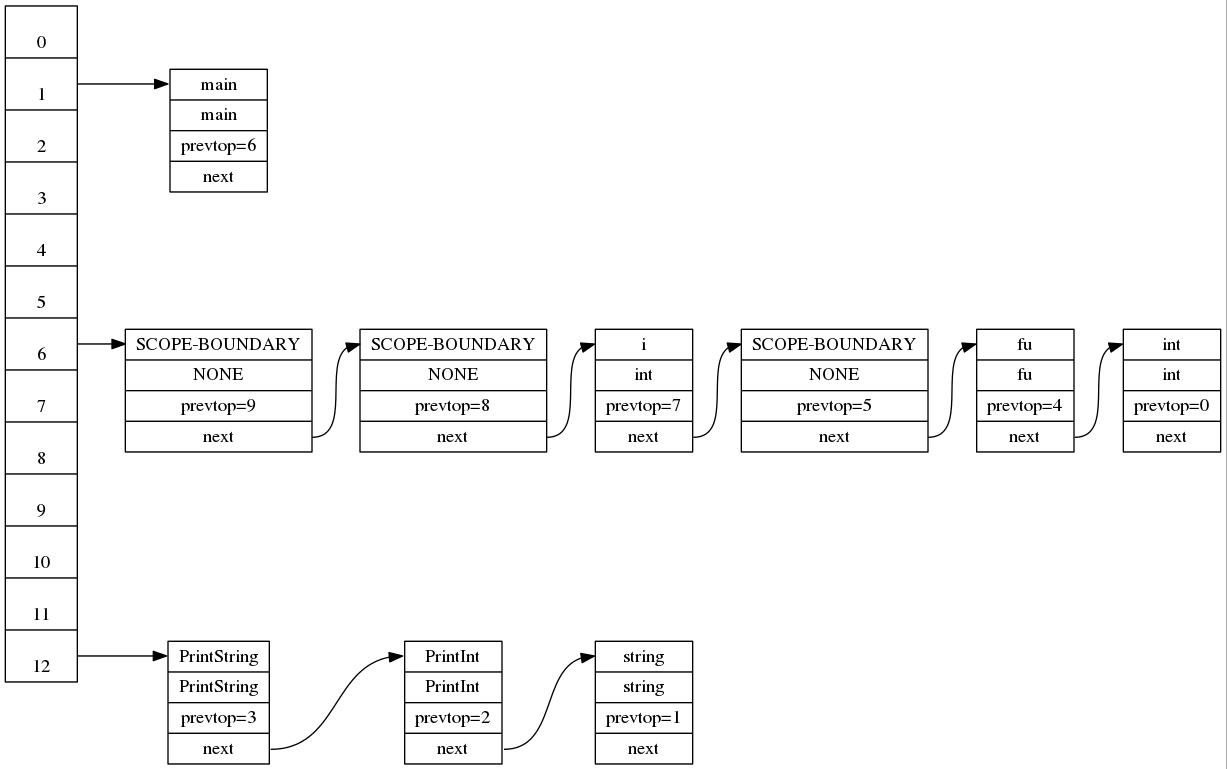 0
1
2
3
4
5
6
7
8
9
10
11
12
main
main
prevtop=6
next
SCOPE-BOUNDARY
NONE
prevtop=9
next
SCOPE-BOUNDARY
NONE
prevtop=8
next
i
int
prevtop=7
next
SCOPE-BOUNDARY
NONE
prevtop=5
next
fu
fu
prevtop=4
next
int
int
prevtop=0
next
PrintString
PrintString
prevtop=3
next
PrintInt
PrintInt
prevtop=2
next
string
string
prevtop=1
next